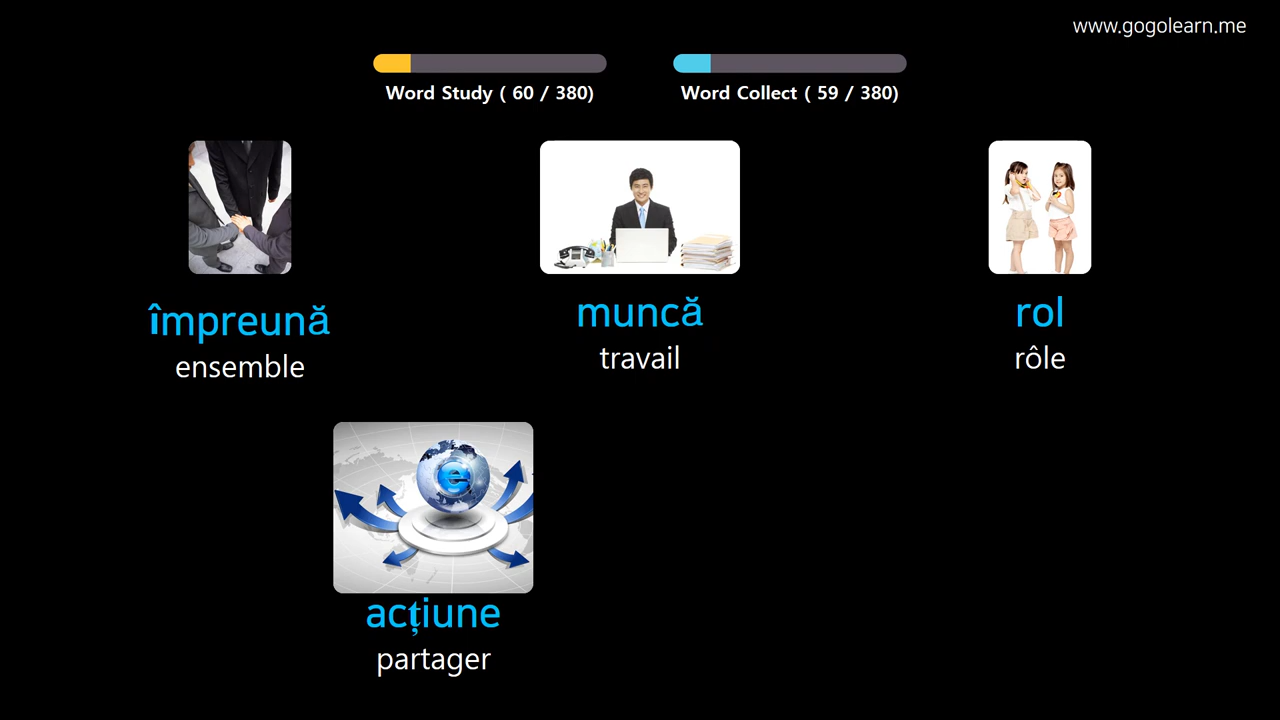 www.gogolearn.me
Word Study ( 60 / 380)
Word Collect ( 59 / 380)
împreună
ensemble
muncă
travail
rol
rôle
e
acțiune
partager